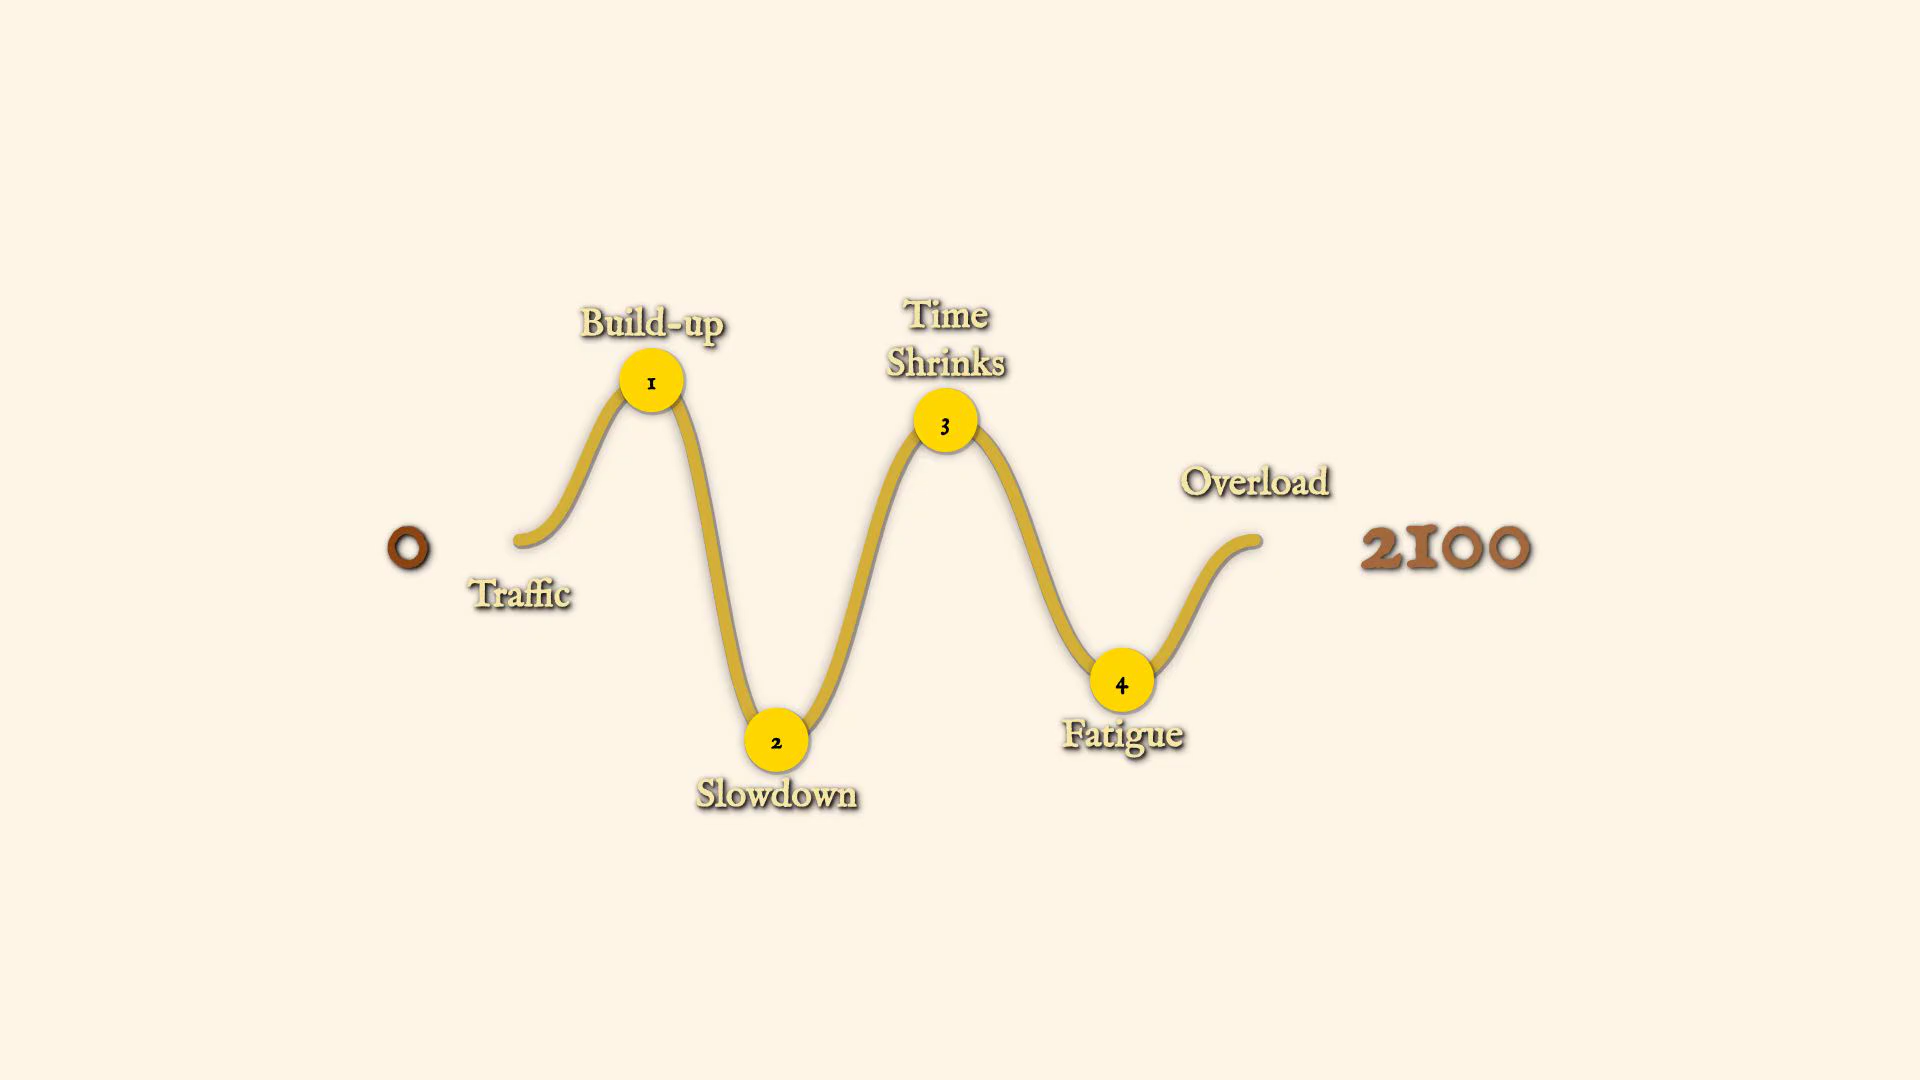 0
Traffic
Build-up
1
2
Slowdown
Time
Shrinks
3
4
Fatigue
Overload
2100